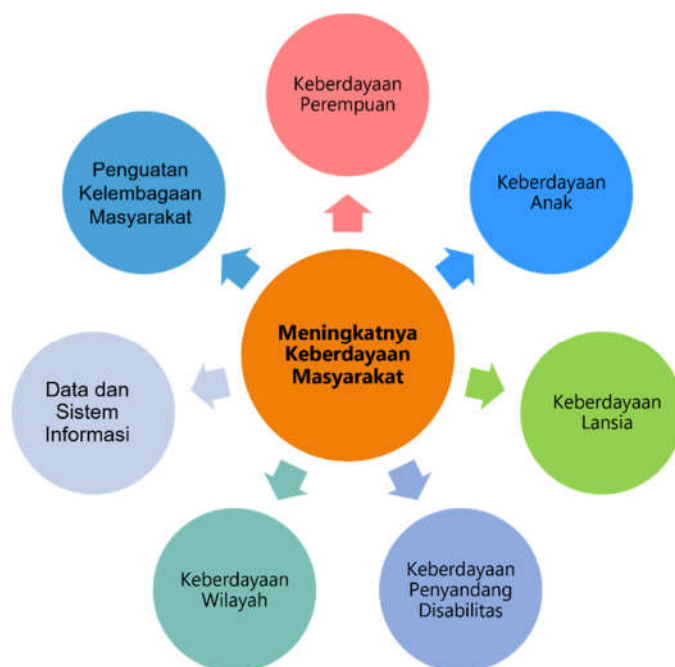 Keberdayaan
Perempuan
Keberdayaan
Anak
Keberdayaan
Lansia
Keberdayaan
Penyandang
Disabilitas
Keberdayaan
Wilayah
Data dan
Sistem
Informasi
Penguatan
Kelembagaan
Masyarakat
Meningkatnya
Keberdayaan
Masyarakat